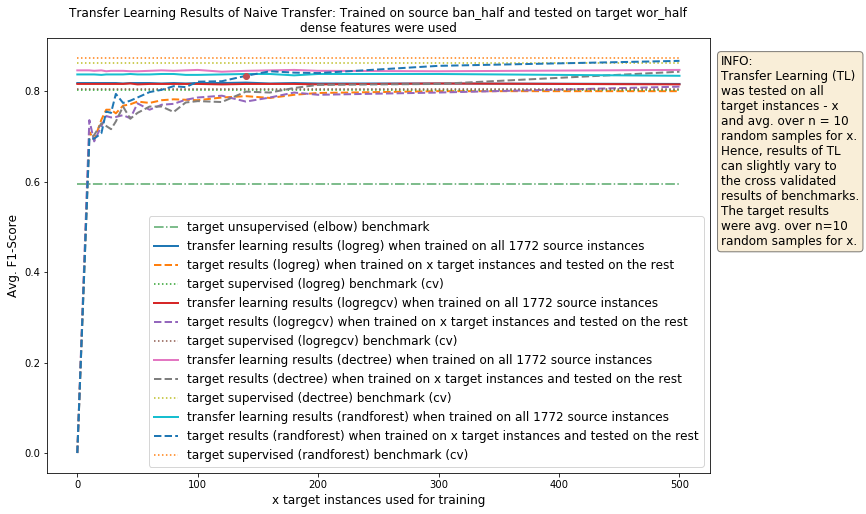 Transfer Learning Results of Naive Transfer: Trained on source ban_half and tested on target wor_half
dense features were used
Avg. F1-Score
0.8
0.6
0.4
0.2
0.0
target unsupervised (elbow) benchmark
transfer learning results (logreg) when trained on all 1772 source instances
target results (logreg) when trained on x target instances and tested on the rest
target supervised (logreg) benchmark (cv)
transfer learning results (logregcv) when trained on all 1772 source instances
target results (logregcv) when trained on x target instances and tested on the rest
target supervised (logregcv) benchmark (cv)
transfer learning results (dectree) when trained on all 1772 source instances
target results (dectree) when trained on x target instances and tested on the rest
target supervised (dectree) benchmark (cv)
transfer learning results (randforest) when trained on all 1772 source instances
target results (randforest) when trained on x target instances and tested on the rest
target supervised (randforest) benchmark (cv)
0
100
200
300
400
500
x target instances used for training
INFO:
Transfer Learning (TL)
was tested on all
target instances - x
and avg. over n = 10
random samples for x.
Hence, results of TL
can slightly vary to
the cross validated
results of benchmarks.
The target results
were avg. over n=10
random samples for x.